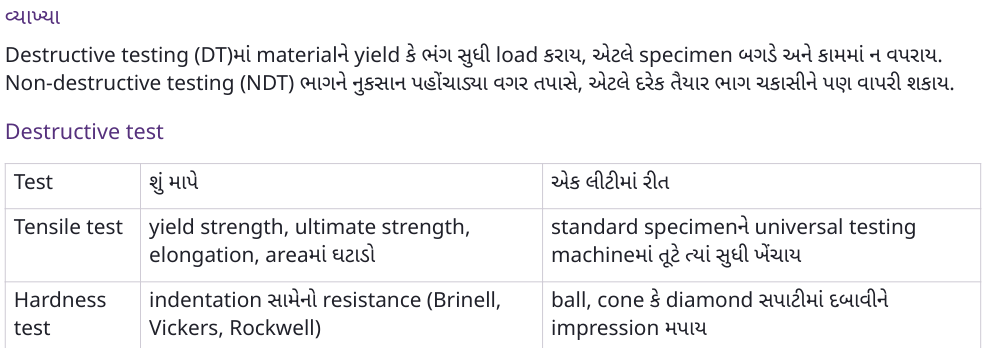 વ્યાખ્યા
Destructive testing (DT)માં materialને yield કે ભંગ સુધી load કરાય, એટલે specimen બગડે અને કામમાં ન વપરાય.
Non-destructive testing (NDT) ભાગને નુકસાન પહોંચાડ્યા વગર તપાસે, એટલે દરેક તૈયાર ભાગ ચકાસીને પણ વાપરી શકાય.
Destructive test
Test શું માપે એક લીટીમાં રીત
Tensile test yield strength, ultimate strength, standard specimenને universal testing
elongation, areaમાં ઘટાડો machineમાં તૂટે ત્યાં સુધી ખેંચાય
Hardness indentation સામેનો resistance (Brinell, ball, cone કે diamond સપાટીમાં દબાવીને
test Vickers, Rockwell) impression મપાય